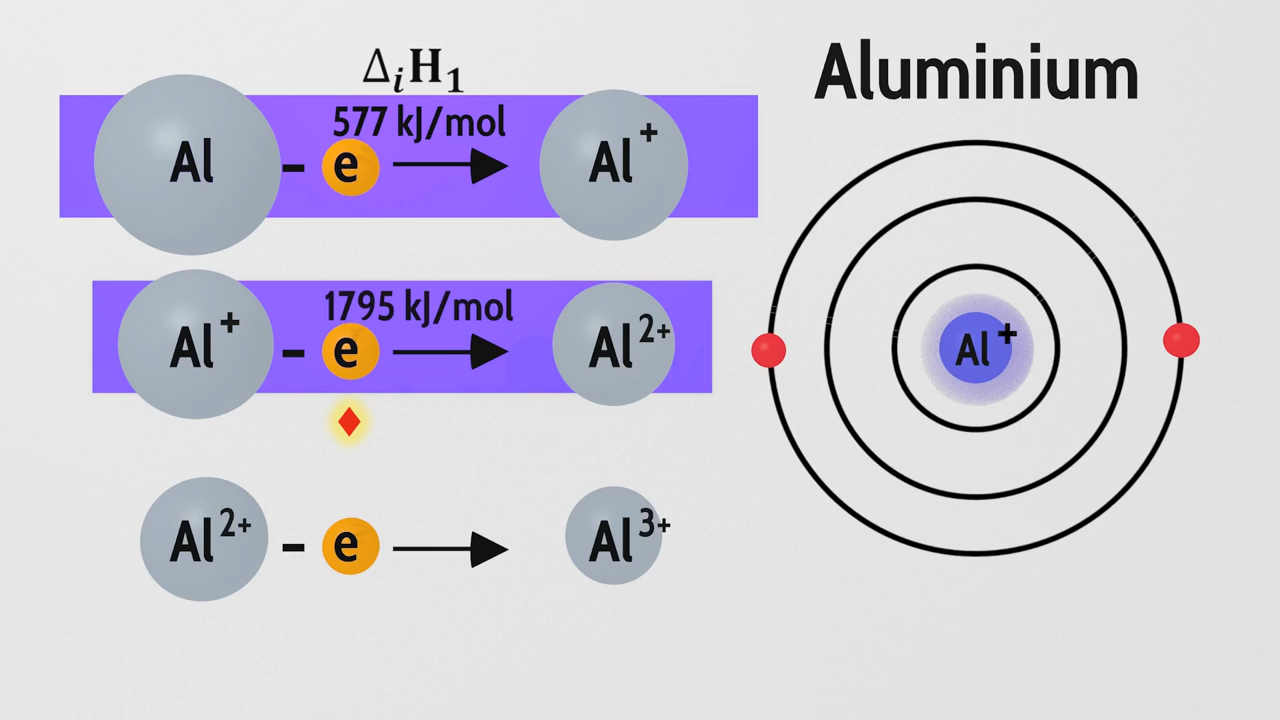 Aluminium
ΔᵢH₁
577 kJ/mol
Al - e Al⁺
1795 kJ/mol
Al⁺ - e Al²⁺
Al⁺
Al²⁺ - e Al³⁺